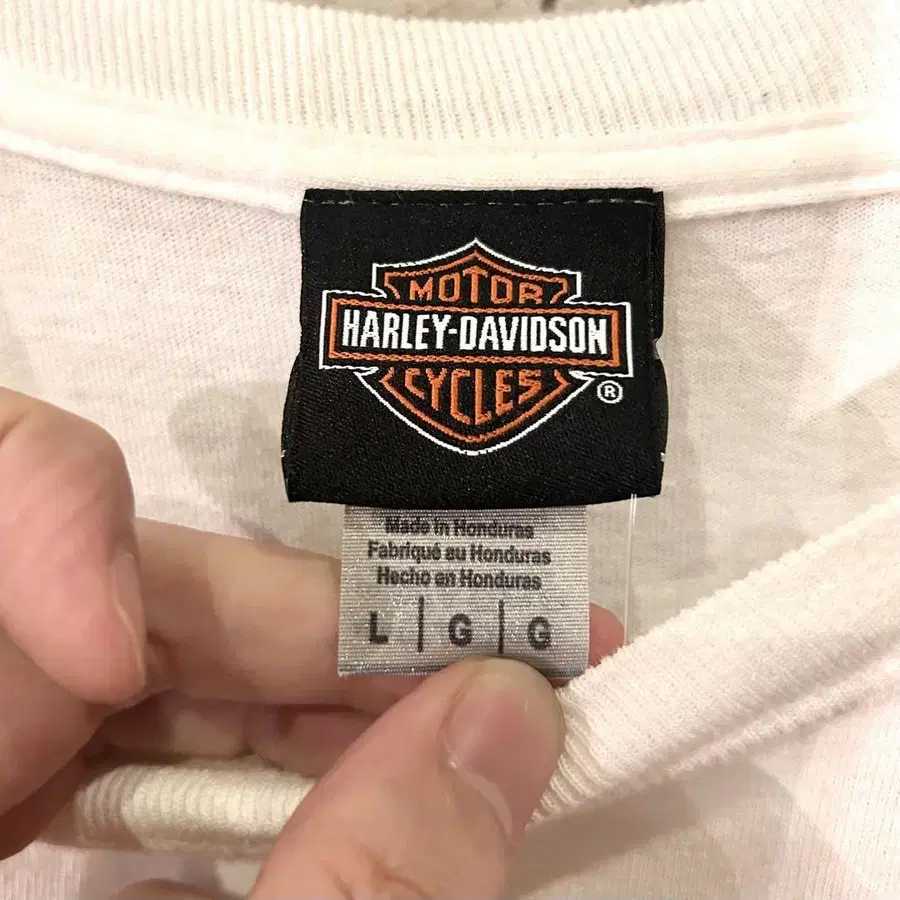 MOTOR
HARLEY-DAVIDSON
CYCLES
®
Made in Honduras
Fabriqué au Honduras
Hecho en Honduras
L | G | G